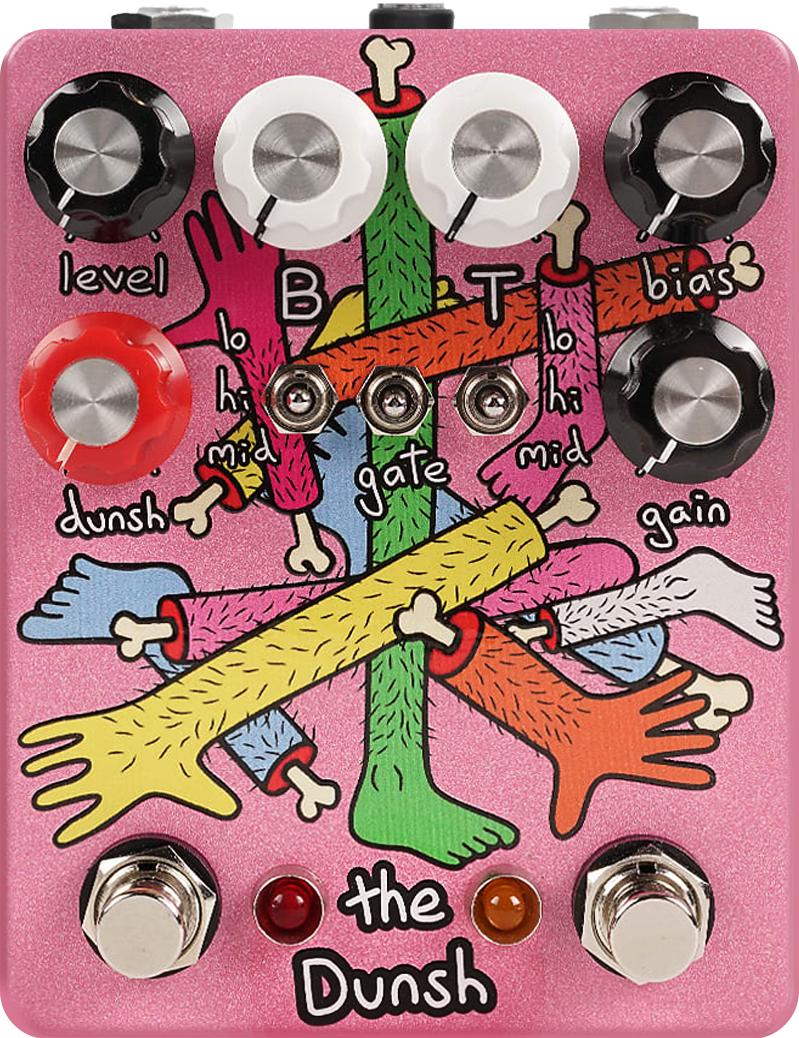 level B T bias
lo lo
hi hi
mid gate mid
dunsh gain
the
Dunsh